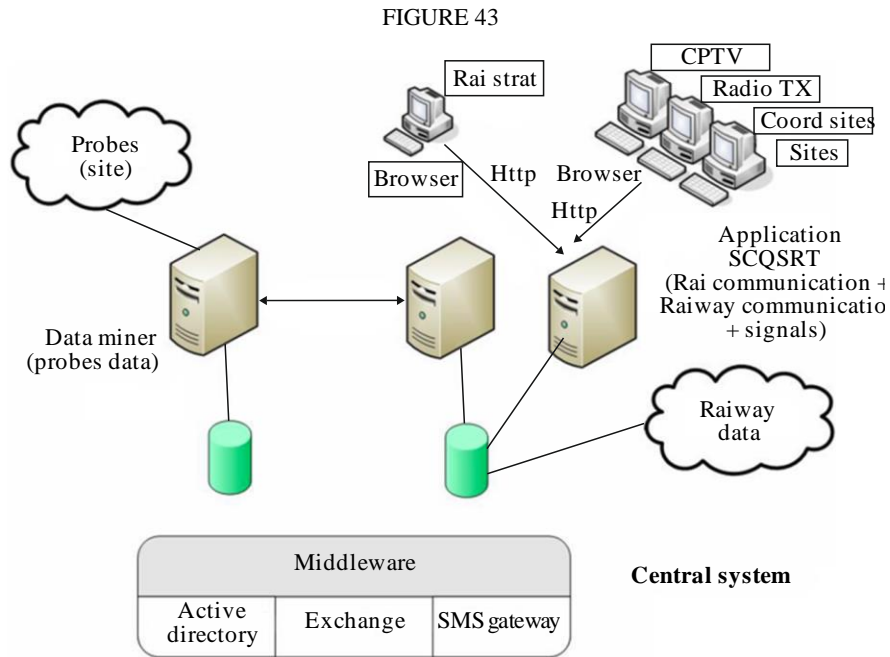 FIGURE 43
CPTV
Rai strat
Radio TX
Coord sites
Sites
Probes
(site)
Browser
Http
Browser
Http
Application
SCQSRT
(Rai communication +
Raiway communicatio
+ signals)
Data miner
(probes data)
Raiway
data
Middleware
Central system
Active
directory
Exchange
SMS gateway